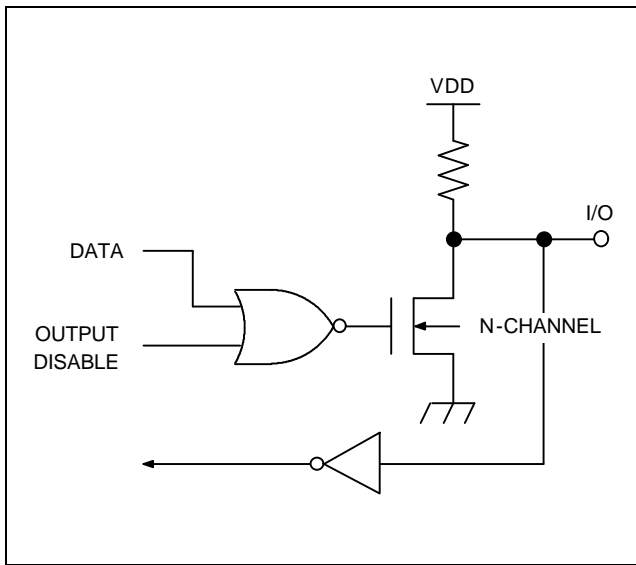 VDD
I/O
DATA
N-CHANNEL
OUTPUT
DISABLE